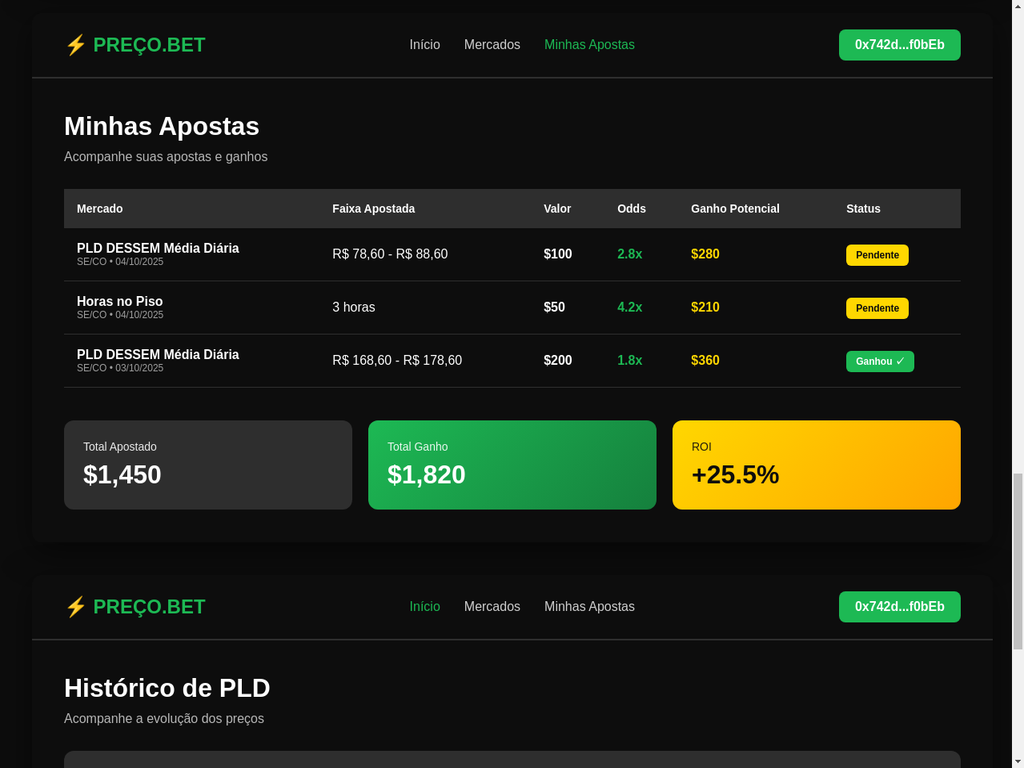 ⚡ PREÇO.BET
Início Mercados Minhas Apostas
0x742d...f0bEb
Minhas Apostas
Acompanhe suas apostas e ganhos
Mercado Faixa Apostada Valor Odds Ganho Potencial Status
PLD DESSEM Média Diária
SE/CO • 04/10/2025
R$ 78,60 - R$ 88,60 $100 2.8x $280 Pendente
Horas no Piso
SE/CO • 04/10/2025
3 horas $50 4.2x $210 Pendente
PLD DESSEM Média Diária
SE/CO • 03/10/2025
R$ 168,60 - R$ 178,60 $200 1.8x $360 Ganhou ✓
Total Apostado
$1,450
Total Ganho
$1,820
ROI
+25.5%
⚡ PREÇO.BET
Início Mercados Minhas Apostas
0x742d...f0bEb
Histórico de PLD
Acompanhe a evolução dos preços